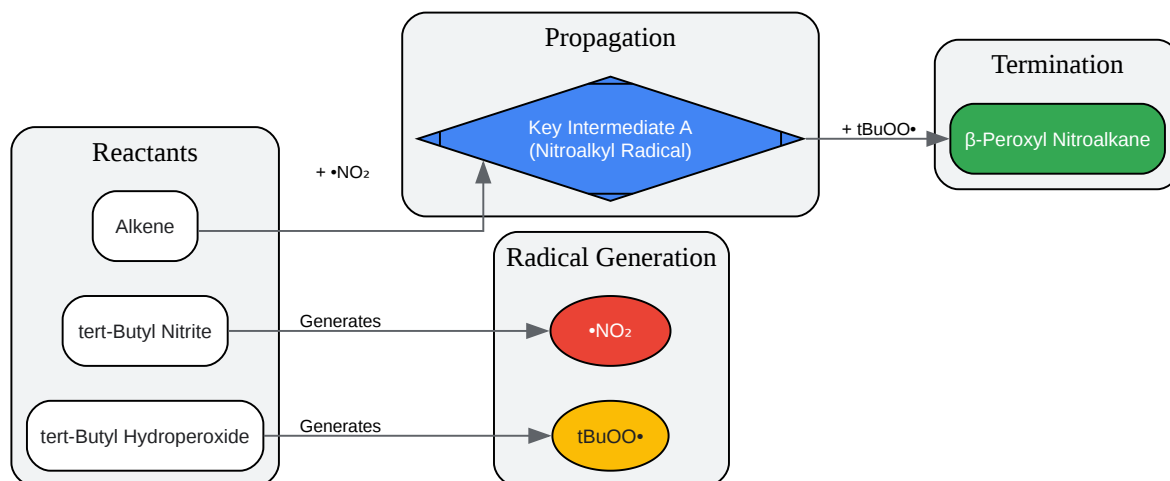 Propagation
Key Intermediate A
(Nitroalkyl Radical)
+ tBuOO•
Termination
β-Peroxyl Nitroalkane
Reactants
+ •NO₂
Alkene
Radical Generation
tert-Butyl Nitrite
Generates
•NO₂
tert-Butyl Hydroperoxide
Generates
tBuOO•